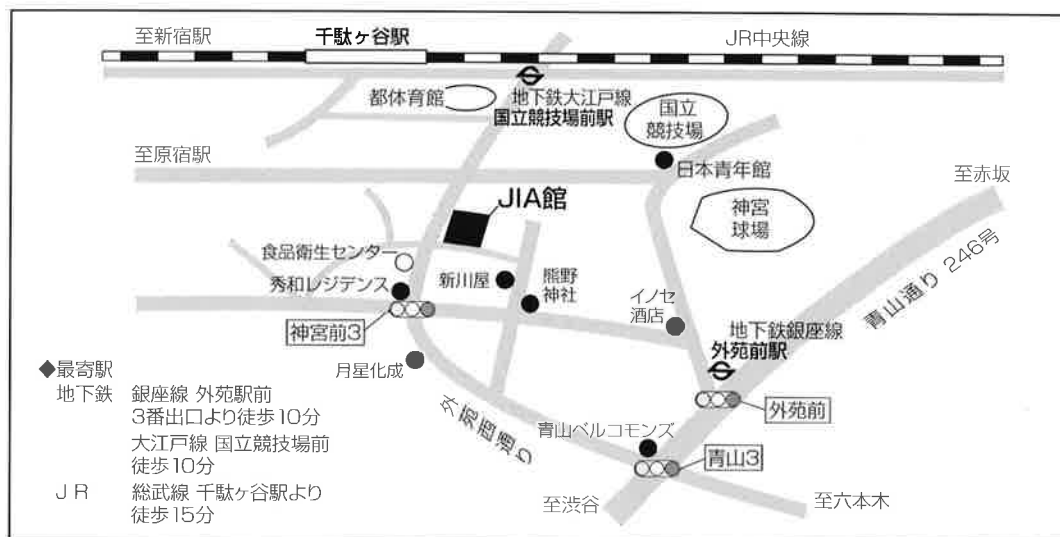 至新宿駅
千駄ヶ谷駅
JR中央線
都体育館
地下鉄大江戸線
国立競技場前駅
国立
競技場
至原宿駅
日本青年館
至赤坂
JIA館
神宮
球場
食品衛生センター
秀和レジデンス
新川屋
熊野
神社
イノセ
酒店
青山通り 246号
神宮前3
地下鉄銀座線
外苑前駅
月星化成
外苑前
外苑西通り
青山ベルコモンズ
青山3
至渋谷
至六本木
◆最寄駅
地下鉄 銀座線 外苑駅前
3番出口より徒歩10分
大江戸線 国立競技場前
徒歩10分
JR 総武線 千駄ヶ谷駅より
徒歩15分